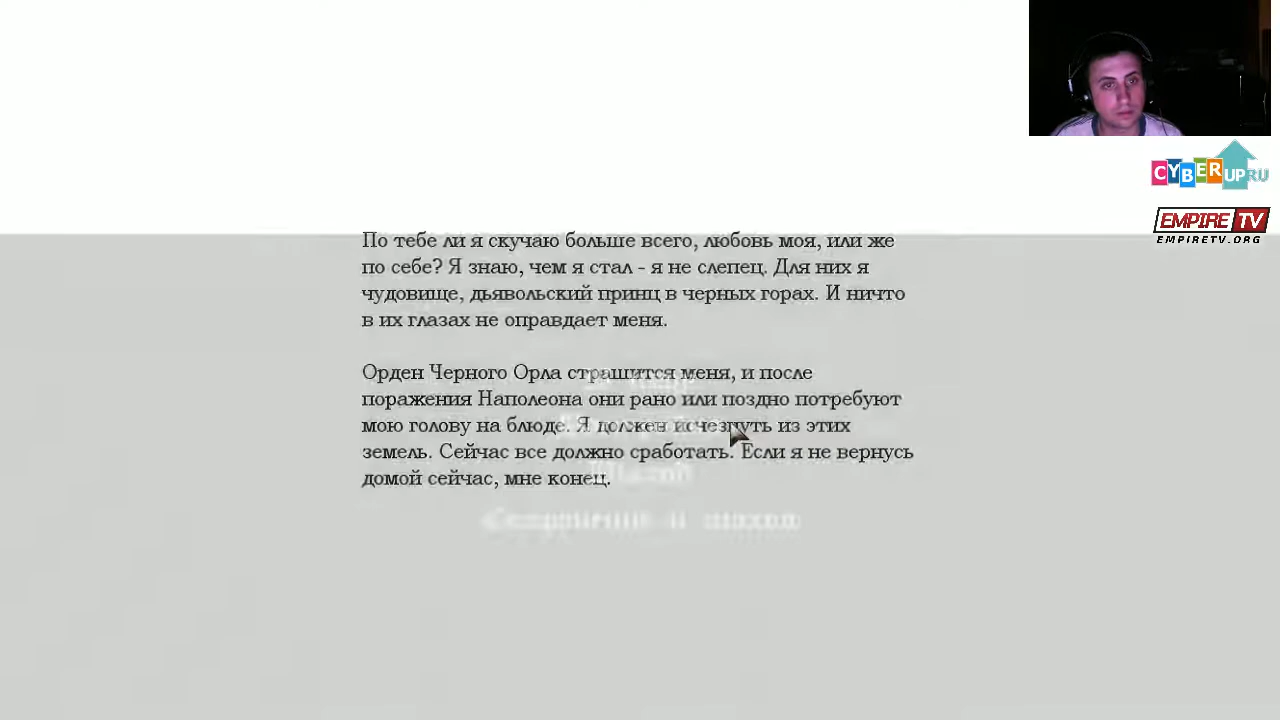 CYBERUP.RU
EMPIRE TV
EMPIRETV.ORG
По тебе ли я скучаю больше всего, любовь моя, или же
по себе? Я знаю, чем я стал - я не слепец. Для них я
чудовище, дьявольский принц в черных горах. И ничто
в их глазах не оправдает меня.
Орден Черного Орла страшится меня, и после
поражения Наполеона они рано или поздно потребуют
мою голову на блюде. Я должен исчезнуть из этих
земель. Сейчас все должно сработать. Если я не вернусь
домой сейчас, мне конец.